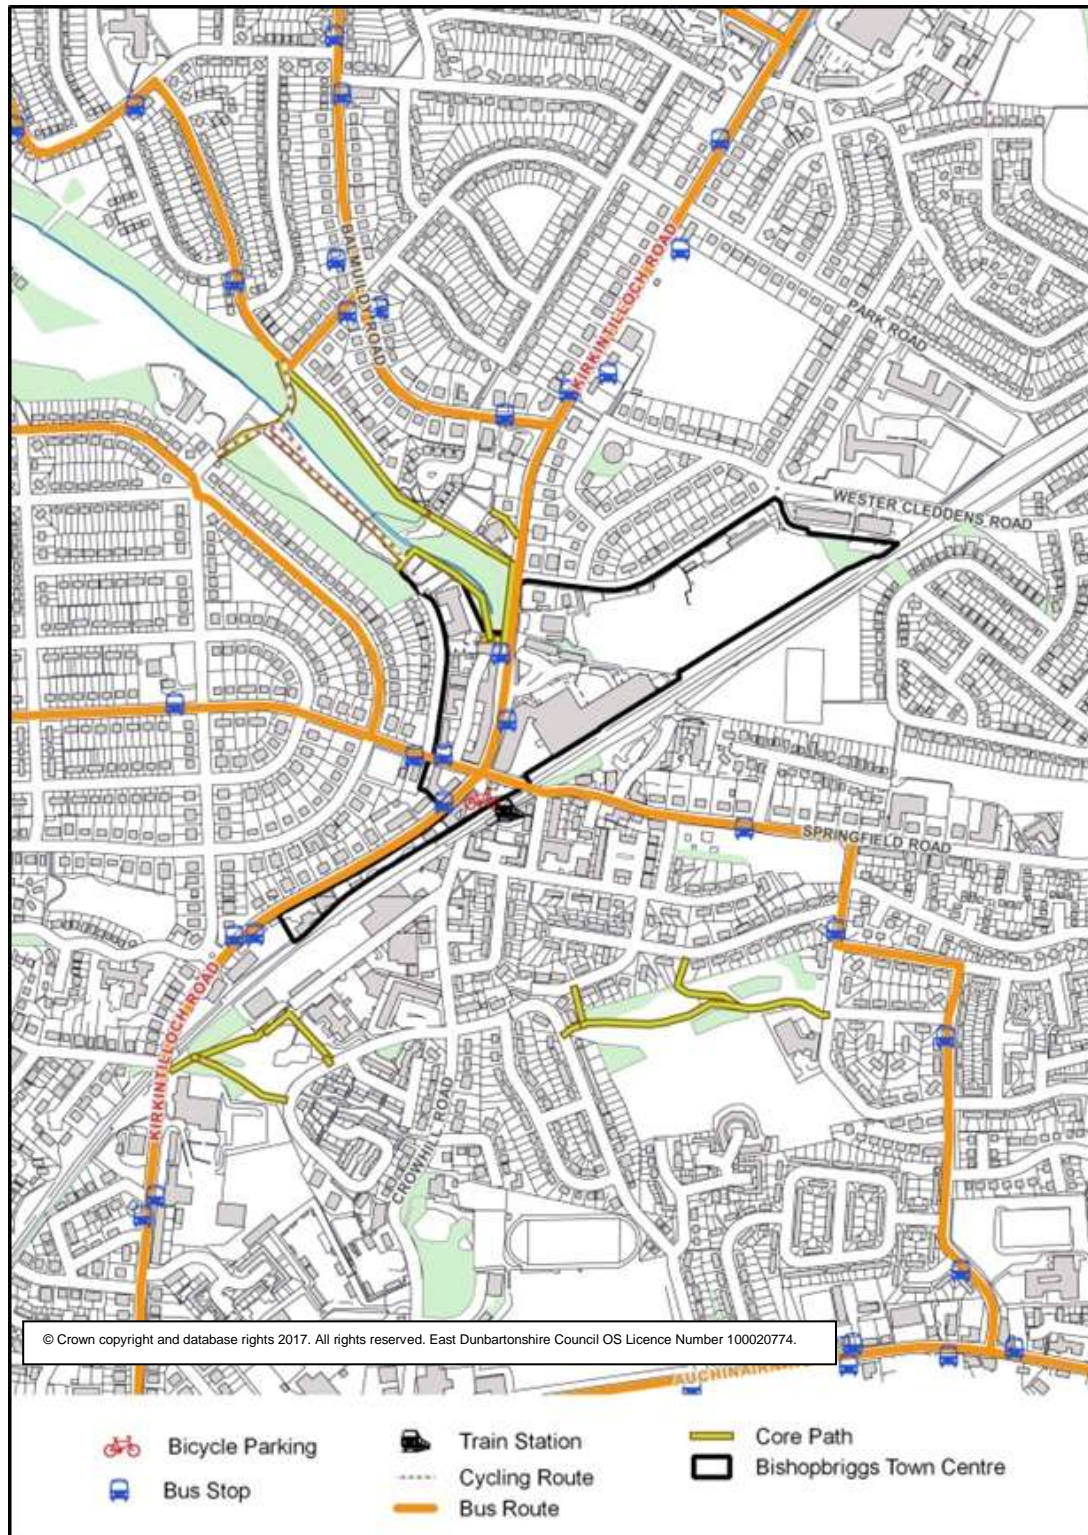 BALMUILDY ROAD
KIRKINTILLOCH ROAD
PARK ROAD
WESTER CLEDDENS ROAD
SPRINGFIELD ROAD
KIRKINTILLOCH ROAD
CROWHILL ROAD
© Crown copyright and database rights 2017. All rights reserved. East Dunbartonshire Council OS Licence Number 100020774.
Bicycle Parking
Bus Stop
Train Station
Cycling Route
Bus Route
Core Path
Bishopbriggs Town Centre